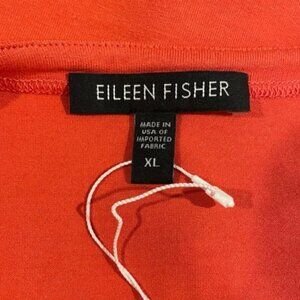 EILEEN FISHER
MADE IN
USA OF
IMPORTED
FABRIC
XL